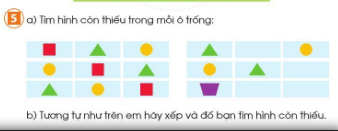 5 a) Tìm hình còn thiếu trong mỗi ô trống:
b) Tương tự như trên em hãy xếp và đố bạn tìm hình còn thiếu.